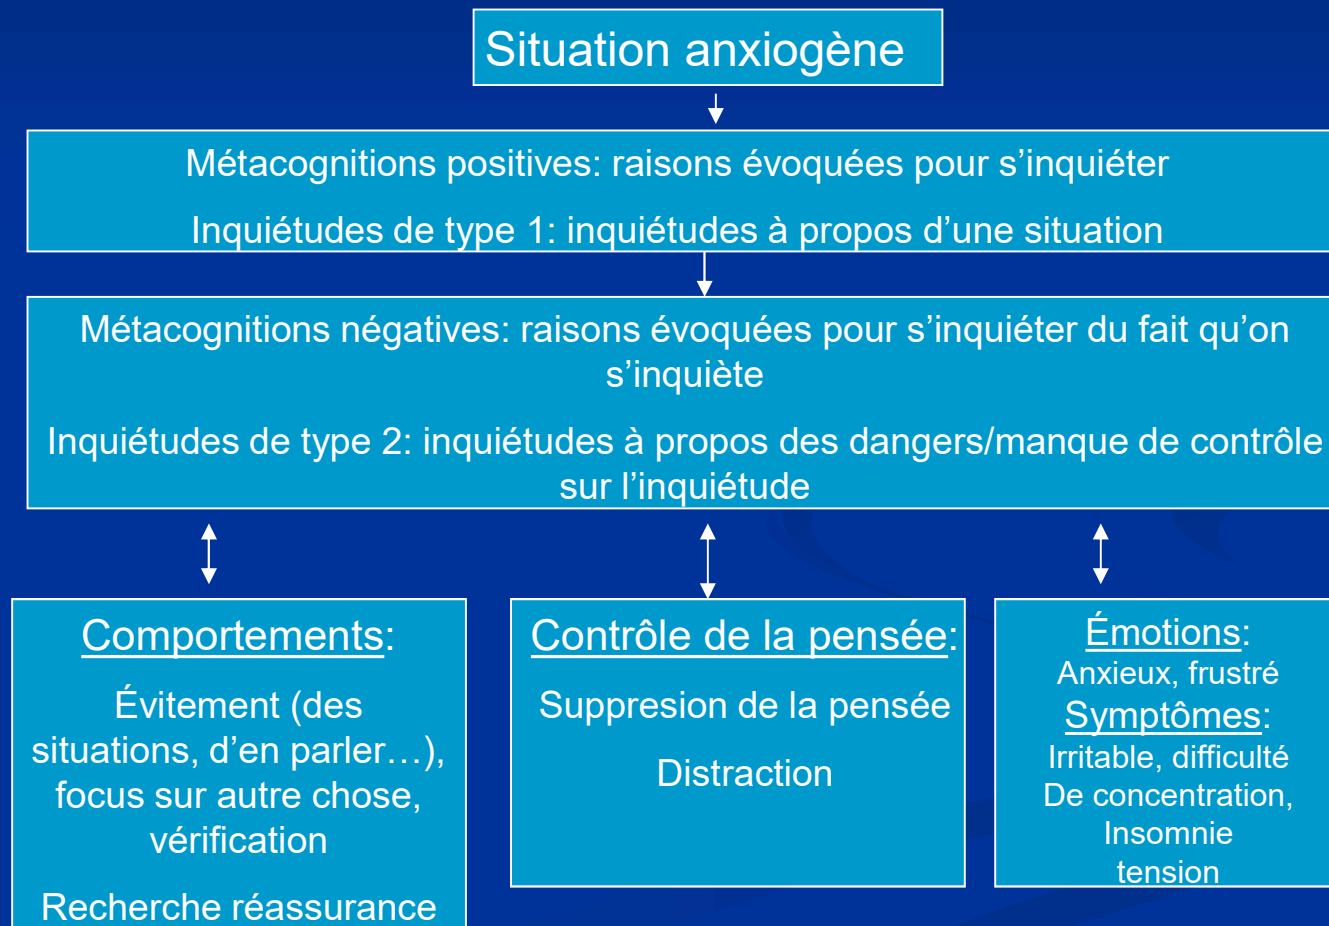 Situation anxiogène
Métacognitions positives: raisons évoquées pour s’inquiéter
Inquiétudes de type 1: inquiétudes à propos d’une situation
Métacognitions négatives: raisons évoquées pour s’inquiéter du fait qu’on
s’inquiète
Inquiétudes de type 2: inquiétudes à propos des dangers/manque de contrôle
sur l’inquiétude
Comportements:
Évitement (des
situations, d’en parler…),
focus sur autre chose,
vérification
Recherche réassurance
Contrôle de la pensée:
Suppresion de la pensée
Distraction
Émotions:
Anxieux, frustré
Symptômes:
Irritable, difficulté
De concentration,
Insomnie
tension